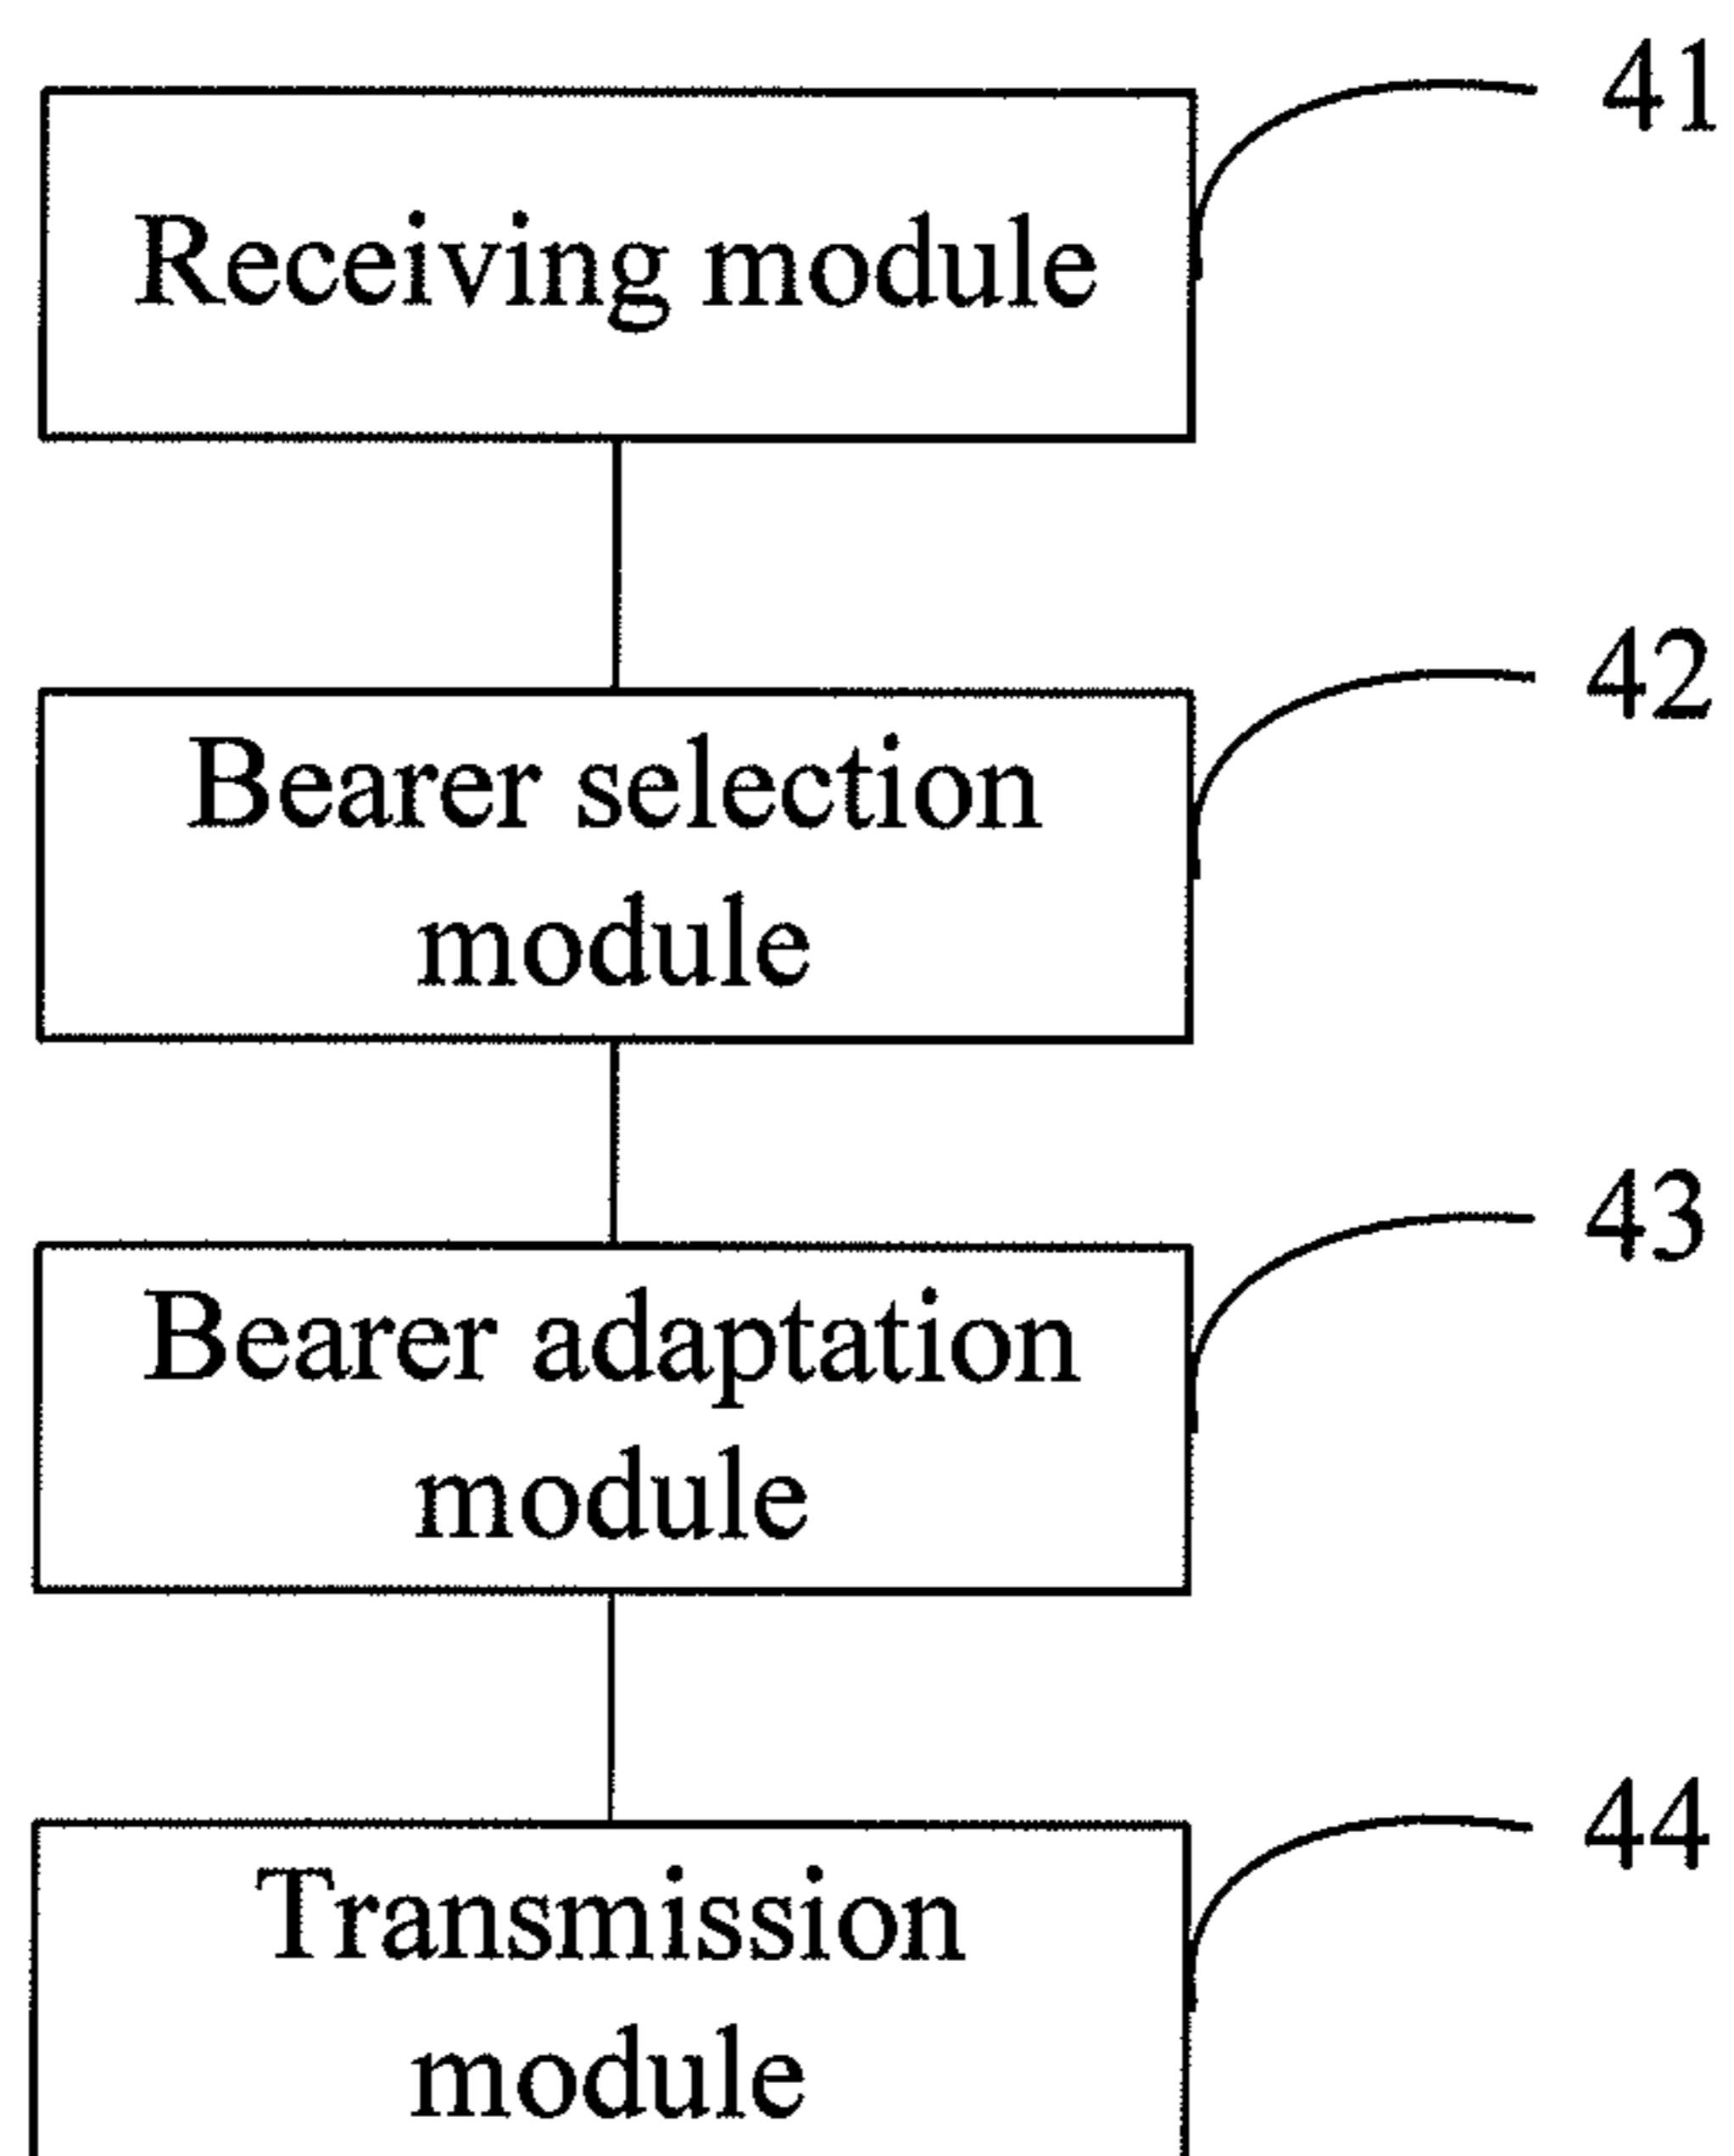 41
Receiving module
42
Bearer selection
module
43
Bearer adaptation
module
44
Transmission
module